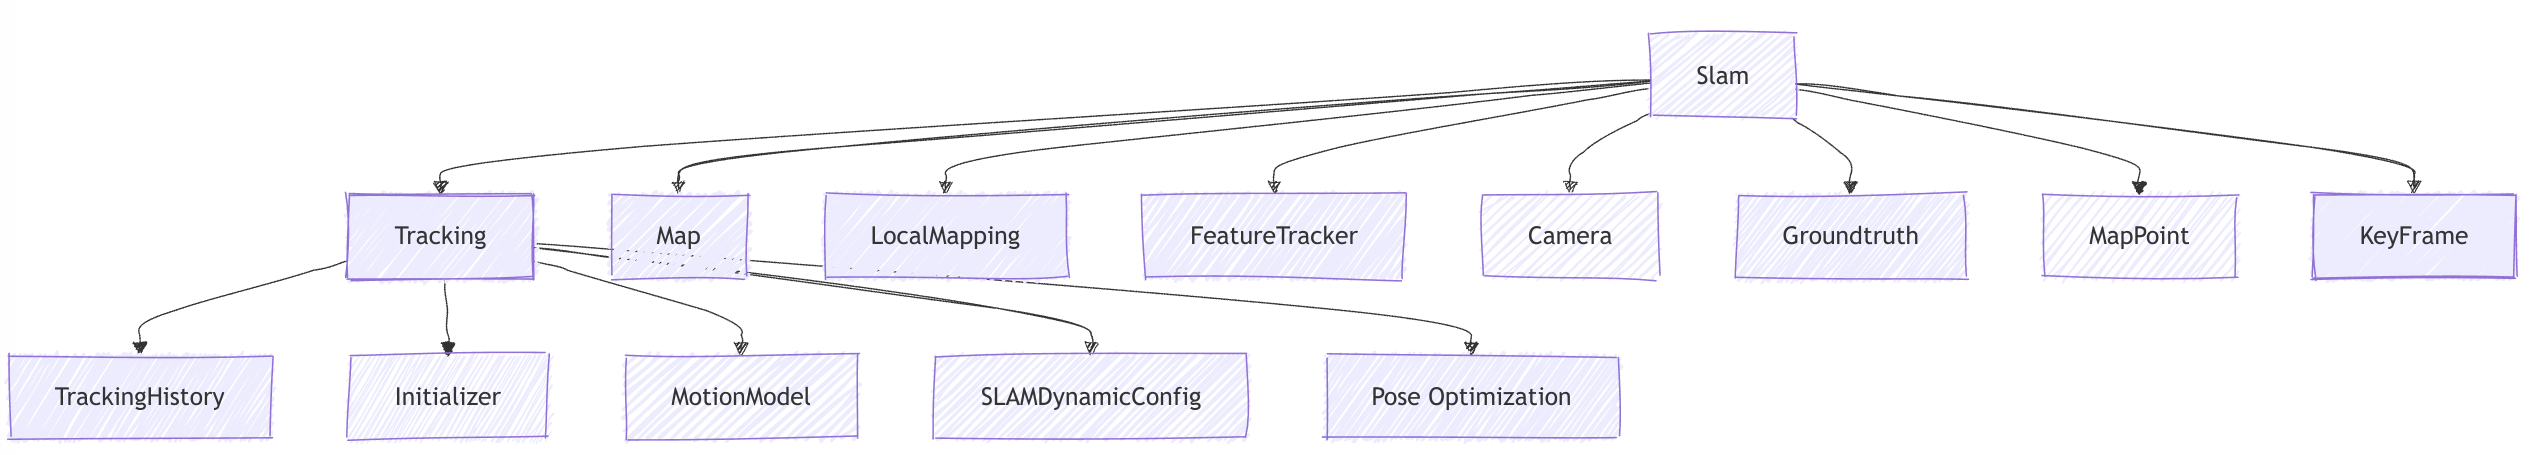 Slam
Tracking
Map
LocalMapping
FeatureTracker
Camera
Groundtruth
MapPoint
KeyFrame
TrackingHistory
Initializer
MotionModel
SLAMDynamicConfig
Pose Optimization